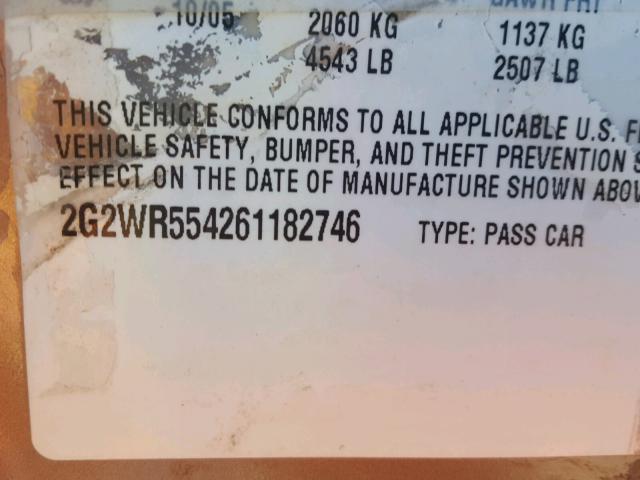 10/05 2060 KG 1137 KG
4543 LB 2507 LB
THIS VEHICLE CONFORMS TO ALL APPLICABLE U.S.
VEHICLE SAFETY, BUMPER, AND THEFT PREVENTION
EFFECT ON THE DATE OF MANUFACTURE SHOWN
2G2WR554261182746 TYPE: PASS CAR